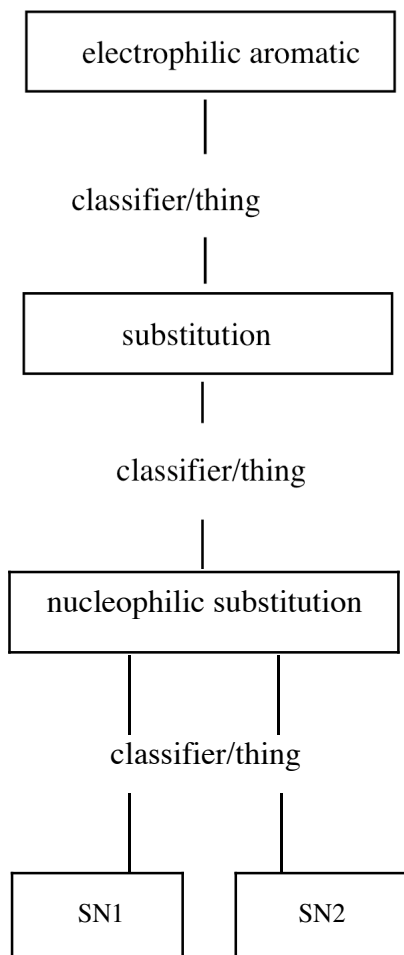 electrophilic aromatic
classifier/thing
substitution
classifier/thing
nucleophilic substitution
classifier/thing
SN1 SN2